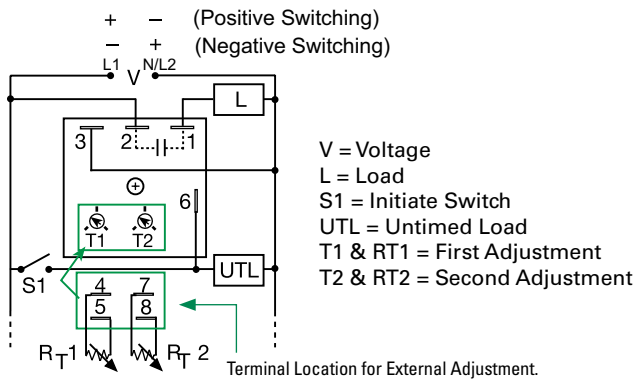 + − (Positive Switching)
− + (Negative Switching)
L1 V N/L2
L
3 2 1
6
T1 T2
S1 UTL
4 7
5 8
RT1 RT2
V = Voltage
L = Load
S1 = Initiate Switch
UTL = Untimed Load
T1 & RT1 = First Adjustment
T2 & RT2 = Second Adjustment
Terminal Location for External Adjustment.